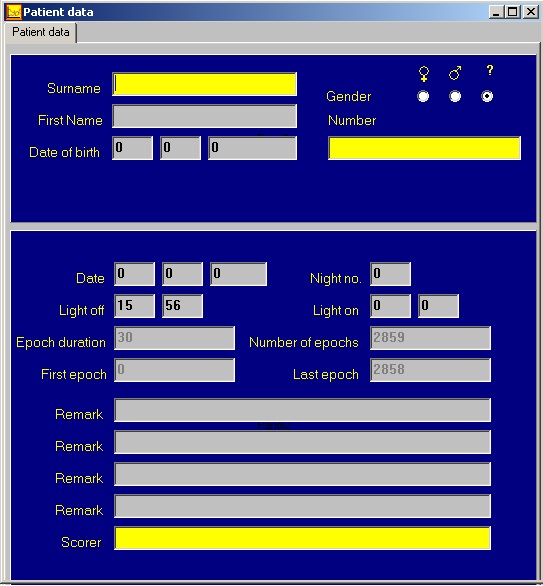 Patient data
Patient data
♀ ♂ ?
Surname
Gender
First Name
Number
Date of birth 0 0 0
Date 0 0 0 Night no. 0
Light off 15 56 Light on 0 0
Epoch duration 30 Number of epochs 2859
First epoch 0 Last epoch 2858
Remark
Remark
Remark
Remark
Scorer